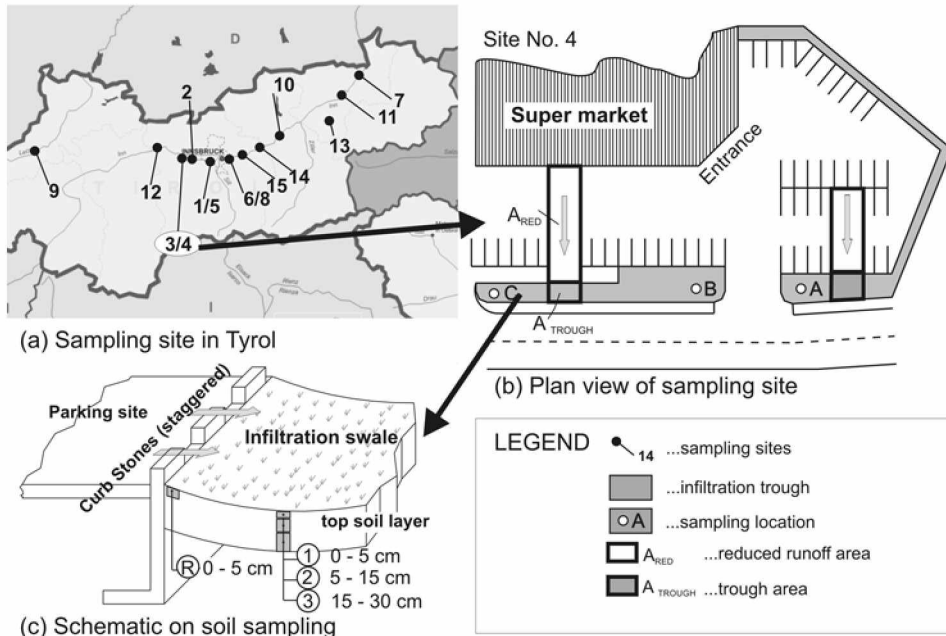 D
2
10
7
11
13
INNSBRUCK
9
12
1/5
6/8
15
14
T I R O L
3/4
I
(a) Sampling site in Tyrol
Site No. 4
Super market
Entrance
A RED
C
B
A
A TROUGH
(b) Plan view of sampling site
Parking site
Curb Stones (staggered)
Infiltration swale
top soil layer
R 0 - 5 cm
1 0 - 5 cm
2 5 - 15 cm
3 15 - 30 cm
(c) Schematic on soil sampling
LEGEND
14 ...sampling sites
...infiltration trough
A ...sampling location
A RED ...reduced runoff area
A TROUGH ...trough area